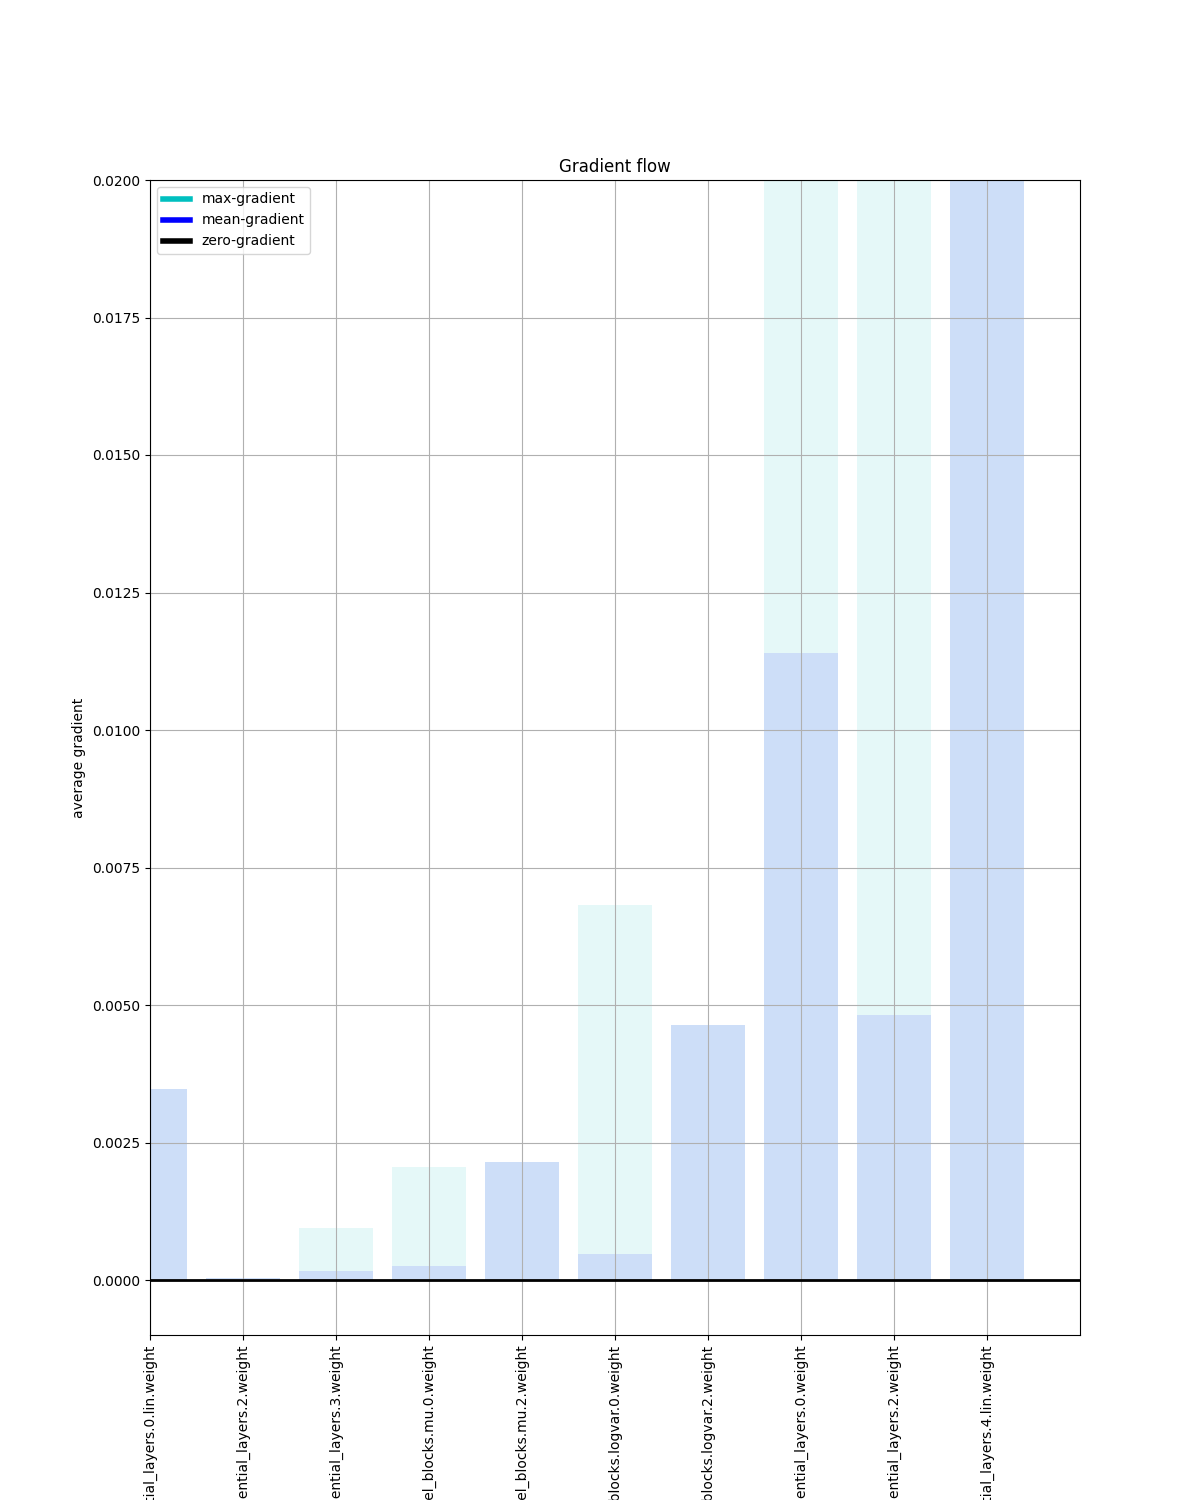 Gradient flow
max-gradient
mean-gradient
zero-gradient
average gradient
0.0200
0.0175
0.0150
0.0125
0.0100
0.0075
0.0050
0.0025
0.0000
tial_layers.0.lin.weight
ential_layers.2.weight
ential_layers.3.weight
el_blocks.mu.0.weight
el_blocks.mu.2.weight
blocks.logvar.0.weight
blocks.logvar.2.weight
ential_layers.0.weight
ential_layers.2.weight
tial_layers.4.lin.weight